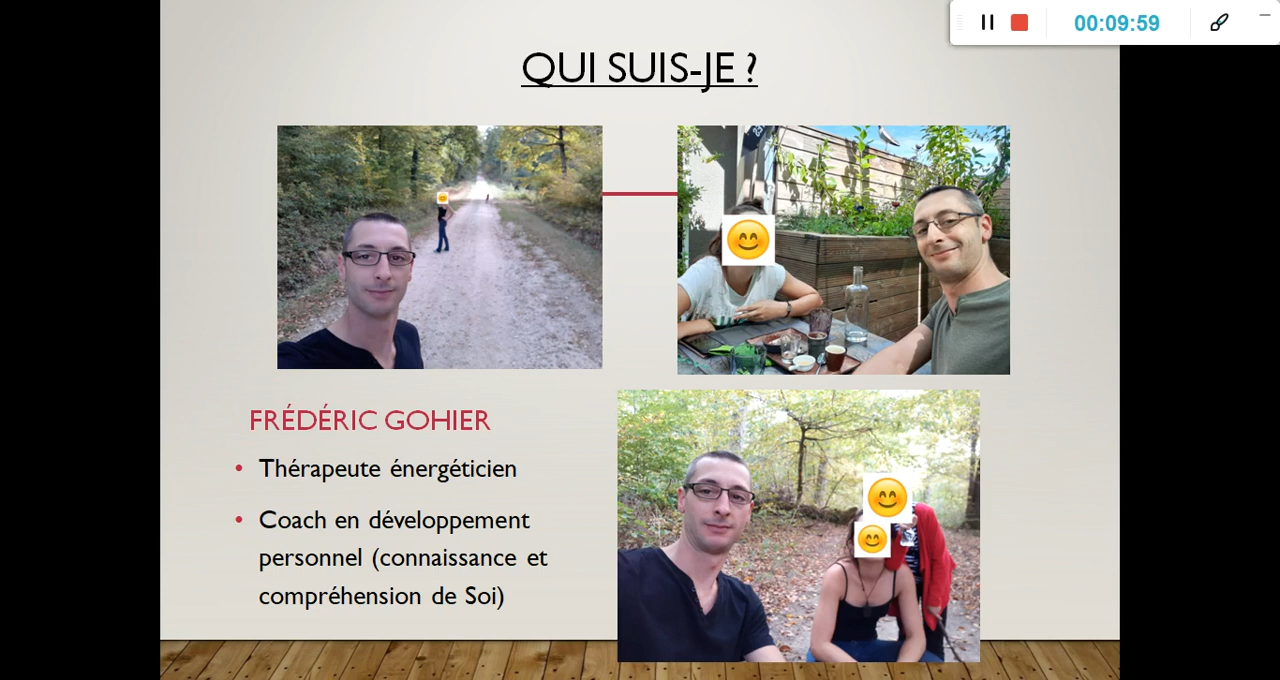 00:09:59
QUI SUIS-JE ?
FRÉDÉRIC GOHIER
• Thérapeute énergéticien
• Coach en développement
personnel (connaissance et
compréhension de Soi)